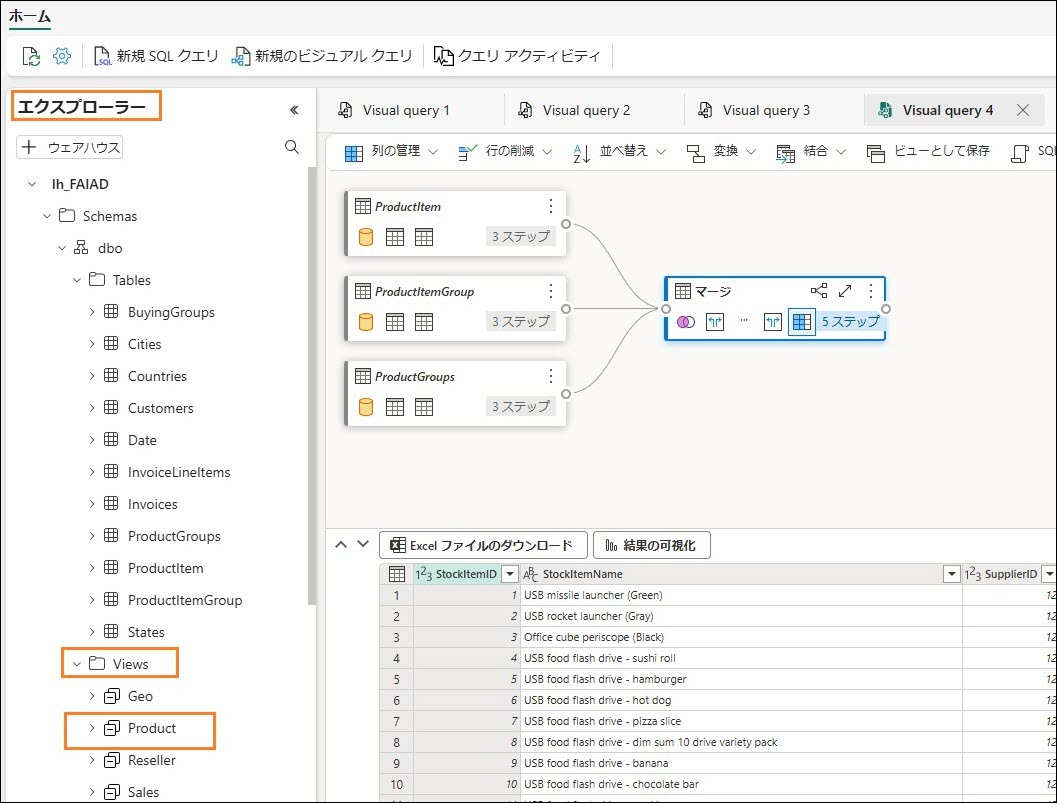 ホーム
新規 SQL クエリ 新規のビジュアル クエリ クエリ アクティビティ
エクスプローラー
+ ウェアハウス
lh_FAIAD
Schemas
dbo
Tables
BuyingGroups
Cities
Countries
Customers
Date
InvoiceLineItems
Invoices
ProductGroups
ProductItem
ProductItemGroup
States
Views
Geo
Product
Reseller
Sales
Visual query 1 Visual query 2 Visual query 3 Visual query 4
列の管理 行の削減 並べ替え 変換 結合 ビューとして保存 SQL
ProductItem
3 ステップ
ProductItemGroup
3 ステップ
ProductGroups
3 ステップ
マージ
5 ステップ
Excel ファイルのダウンロード 結果の可視化
StockItemID StockItemName SupplierID
1 1 USB missile launcher (Green) 12
2 2 USB rocket launcher (Gray) 12
3 3 Office cube periscope (Black) 12
4 4 USB food flash drive - sushi roll 12
5 5 USB food flash drive - hamburger 12
6 6 USB food flash drive - hot dog 12
7 7 USB food flash drive - pizza slice 12
8 8 USB food flash drive - dim sum 10 drive variety pack 12
9 9 USB food flash drive - banana 12
10 10 USB food flash drive - chocolate bar 12